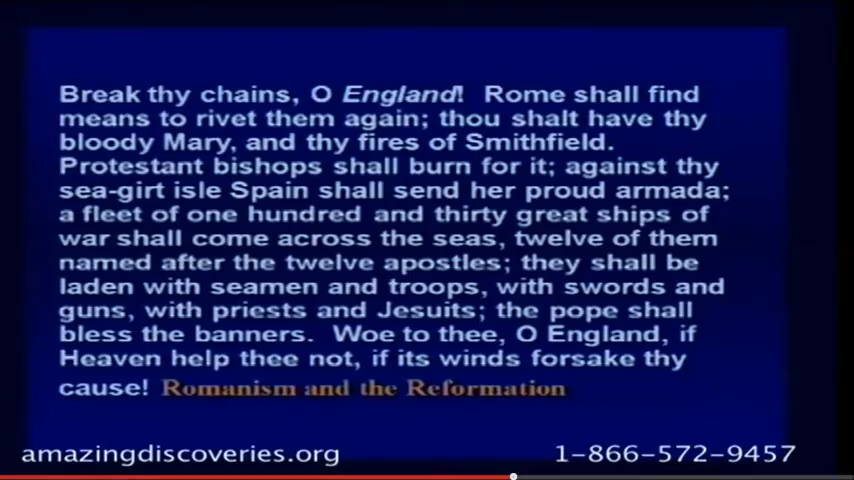 Break thy chains, O England! Rome shall find
means to rivet them again; thou shalt have thy
bloody Mary, and thy fires of Smithfield.
Protestant bishops shall burn for it; against thy
sea-girt isle Spain shall send her proud armada;
a fleet of one hundred and thirty great ships of
war shall come across the seas, twelve of them
named after the twelve apostles; they shall be
laden with seamen and troops, with swords and
guns, with priests and Jesuits; the pope shall
bless the banners. Woe to thee, O England, if
Heaven help thee not, if its winds forsake thy
cause! Romanism and the Reformation
amazingdiscoveries.org 1-866-572-9457